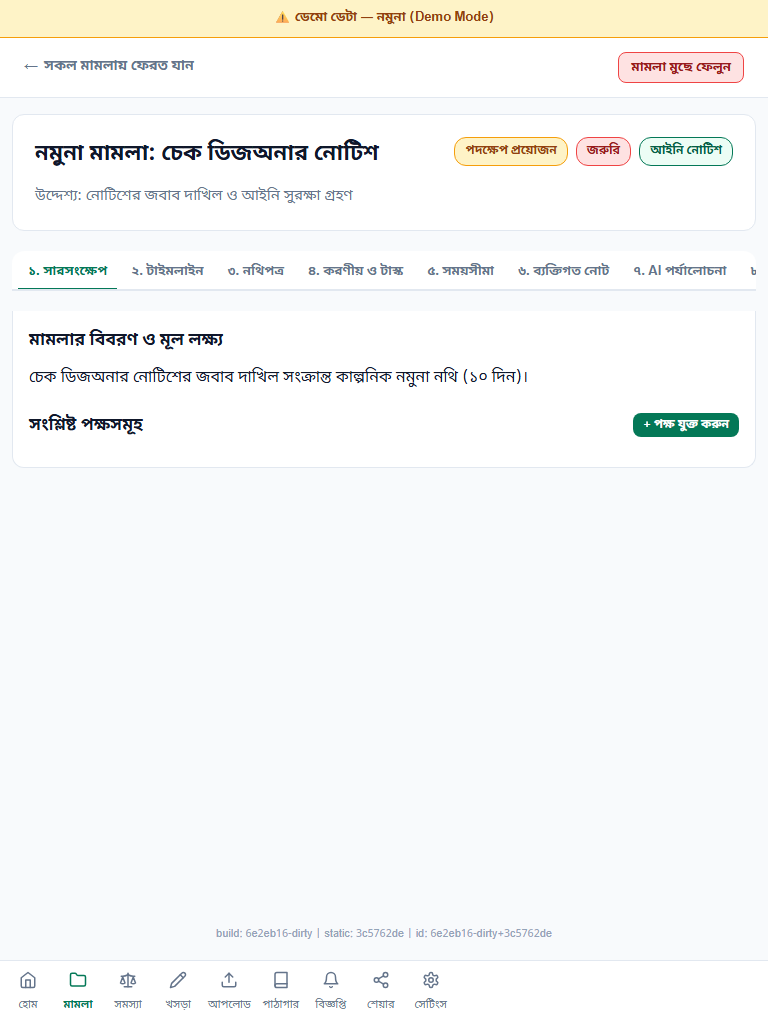 ⚠️ ডেমো ডেটা — নমুনা (Demo Mode)
← সকল মামলায় ফেরত যান
মামলা মুছে ফেলুন
নমুনা মামলা: চেক ডিজঅনার নোটিশ
পদক্ষেপ প্রয়োজন
জরুরি
আইনি নোটিশ
উদ্দেশ্য: নোটিশের জবাব দাখিল ও আইনি সুরক্ষা গ্রহণ
১. সারসংক্ষেপ
২. টাইমলাইন
৩. নথিপত্র
৪. করণীয় ও টাস্ক
৫. সময়সীমা
৬. ব্যক্তিগত নোট
৭. AI পর্যালোচনা
মামলার বিবরণ ও মূল লক্ষ্য
চেক ডিজঅনার নোটিশের জবাব দাখিল সংক্রান্ত কাল্পনিক নমুনা নথি (১০ দিন)।
সংশ্লিষ্ট পক্ষসমূহ
+ পক্ষ যুক্ত করুন
build: 6e2eb16-dirty | static: 3c5762de | id: 6e2eb16-dirty+3c5762de
হোম
মামলা
সমস্যা
খসড়া
আপলোড
পাঠাগার
বিজ্ঞপ্তি
শেয়ার
সেটিংস